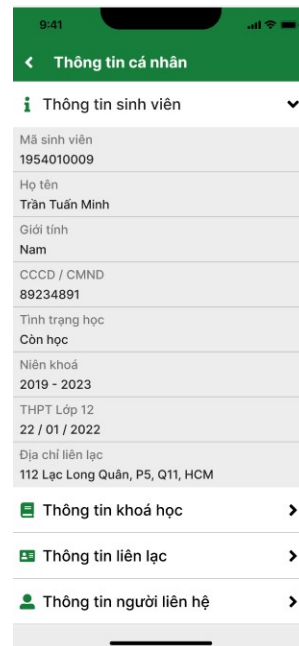 9:41
Thông tin cá nhân
Thông tin sinh viên
Mã sinh viên
1954010009
Họ tên
Trần Tuấn Minh
Giới tính
Nam
CCCD / CMND
89234891
Tình trạng học
Còn học
Niên khoá
2019 - 2023
THPT Lớp 12
22 / 01 / 2022
Địa chỉ liên lạc
112 Lạc Long Quân, P5, Q11, HCM
Thông tin khoá học
Thông tin liên lạc
Thông tin người liên hệ